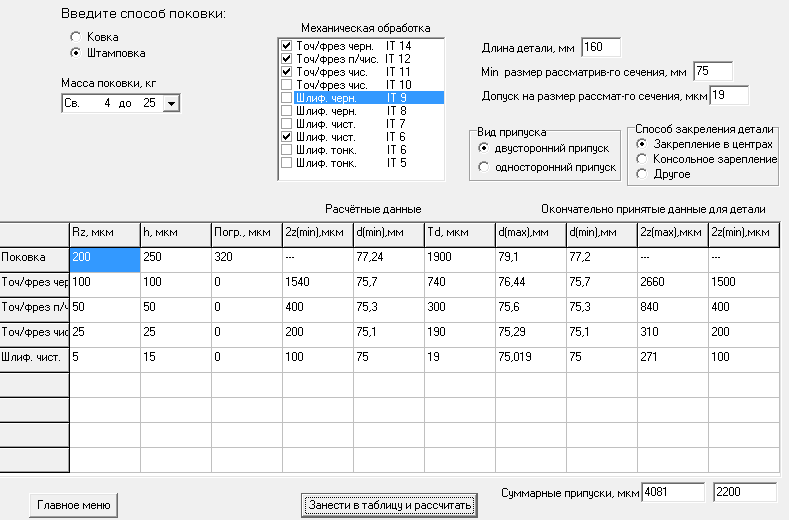 Введите способ поковки:
Ковка
Штамповка
Масса поковки, кг
Св. 4 до 25
Механическая обработка
Точ/фрез черн. IT 14
Точ/фрез п/чис. IT 12
Точ/фрез чис. IT 11
Точ/фрез чис. IT 10
Шлиф. черн. IT 9
Шлиф. черн. IT 8
Шлиф. чист. IT 7
Шлиф. чист. IT 6
Шлиф. тонк. IT 6
Шлиф. тонк. IT 5
Длина детали, мм 160
Min размер рассматрив-го сечения, мм 75
Допуск на размер рассмат-го сечения, мкм 19
Вид припуска
двусторонний припуск
односторонний припуск
Способ закреления детали
Закрепление в центрах
Консольное зарепление
Другое
Расчётные данные Окончательно принятые данные для детали
Rz, мкм h, мкм Погр., мкм 2z(min),мкм d(min),мм Td, мкм d(max),мм d(min),мм 2z(max),мкм 2z(min),мкм
Поковка 200 250 320 --- 77,24 1900 79,1 77,2 --- ---
Точ/фрез чер 100 100 0 1540 75,7 740 76,44 75,7 2660 1500
Точ/фрез п/ч 50 50 0 400 75,3 300 75,6 75,3 840 400
Точ/фрез чис 25 25 0 200 75,1 190 75,29 75,1 310 200
Шлиф. чист. 5 15 0 100 75 19 75,019 75 271 100
Главное меню
Занести в таблицу и рассчитать
Суммарные припуски, мкм 4081 2200